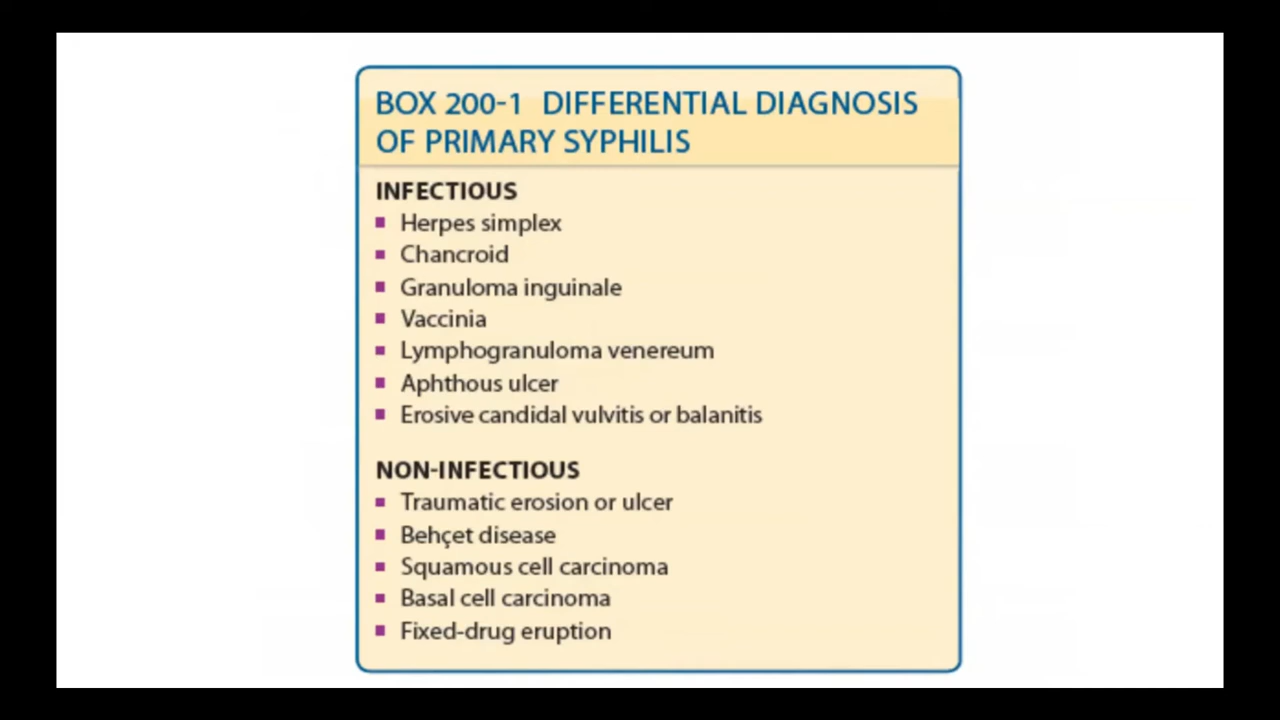 BOX 200-1 DIFFERENTIAL DIAGNOSIS
OF PRIMARY SYPHILIS
INFECTIOUS
▪ Herpes simplex
▪ Chancroid
▪ Granuloma inguinale
▪ Vaccinia
▪ Lymphogranuloma venereum
▪ Aphthous ulcer
▪ Erosive candidal vulvitis or balanitis
NON-INFECTIOUS
▪ Traumatic erosion or ulcer
▪ Behçet disease
▪ Squamous cell carcinoma
▪ Basal cell carcinoma
▪ Fixed-drug eruption